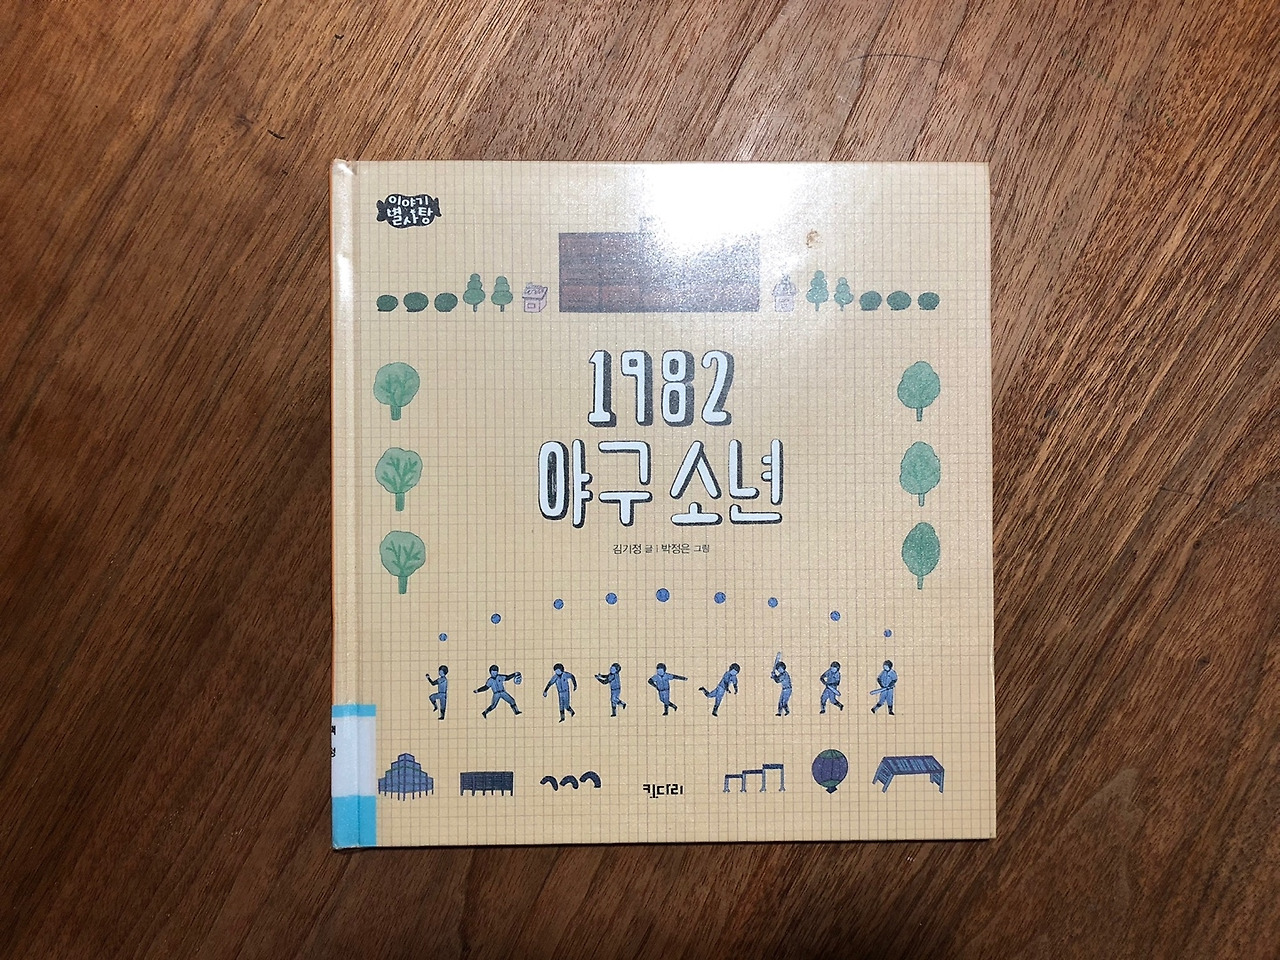 이야기
별사탕
1982
야구 소년
김기정 글 | 박정은 그림
키다리